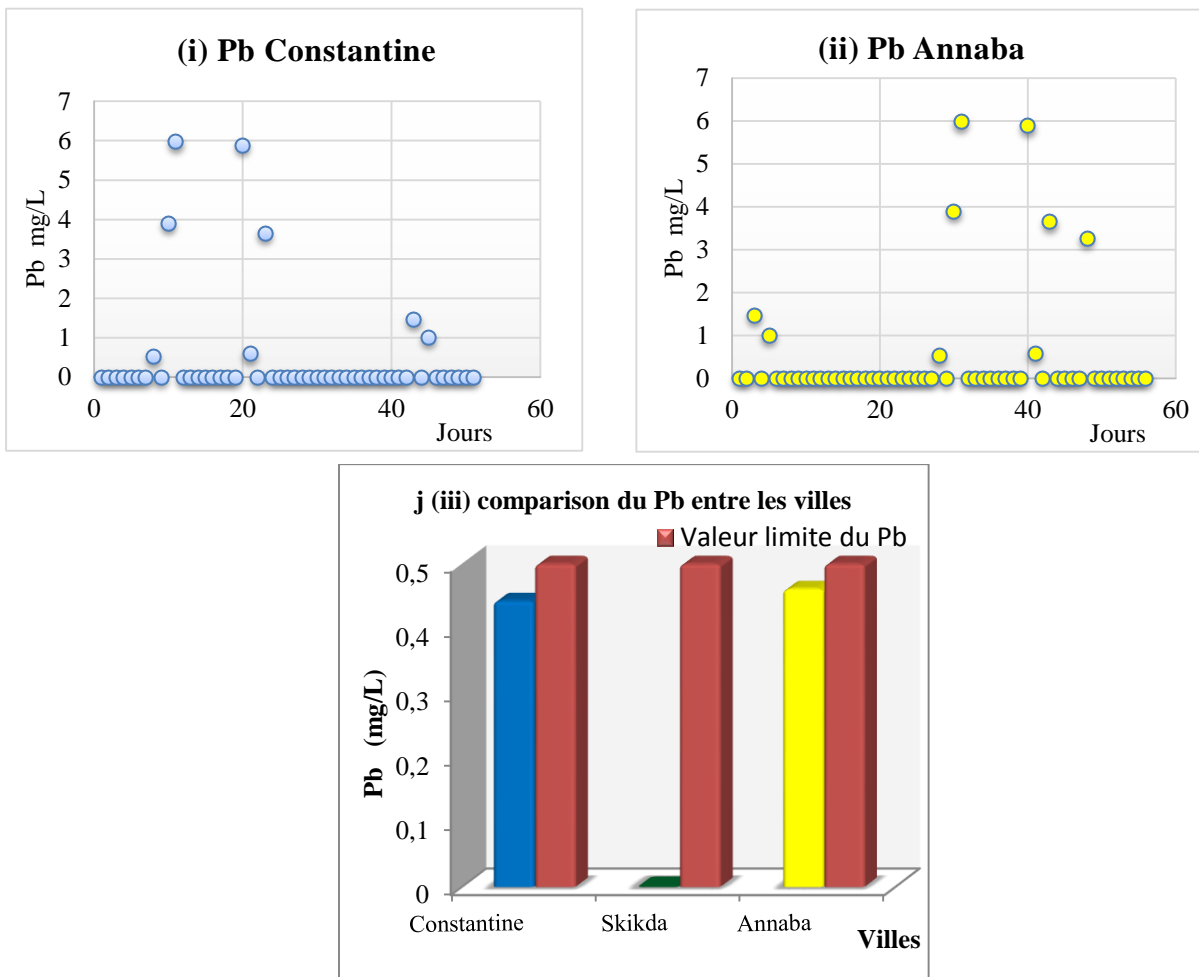 (i) Pb Constantine
7
6
5
4
3
2
1
0
Pb mg/L
0 20 40 60
Jours
(ii) Pb Annaba
7
6
5
4
3
2
1
0
Pb mg/L
0 20 40 60
Jours
j (iii) comparison du Pb entre les villes
Valeur limite du Pb
0,5
0,4
0,3
0,2
0,1
0
Pb (mg/L)
Constantine Skikda Annaba
Villes